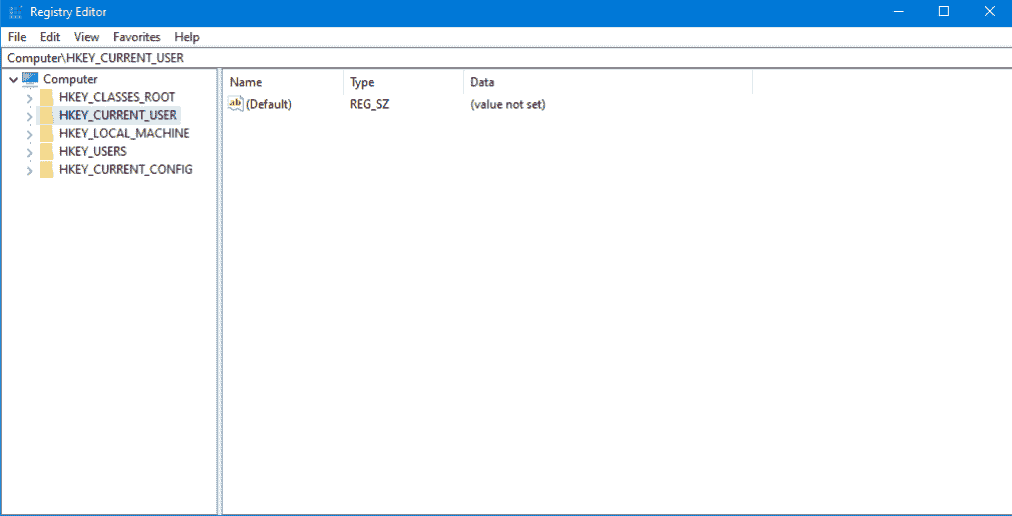 Registry Editor
File Edit View Favorites Help
Computer\HKEY_CURRENT_USER
Computer
HKEY_CLASSES_ROOT
HKEY_CURRENT_USER
HKEY_LOCAL_MACHINE
HKEY_USERS
HKEY_CURRENT_CONFIG
Name Type Data
ab (Default) REG_SZ (value not set)